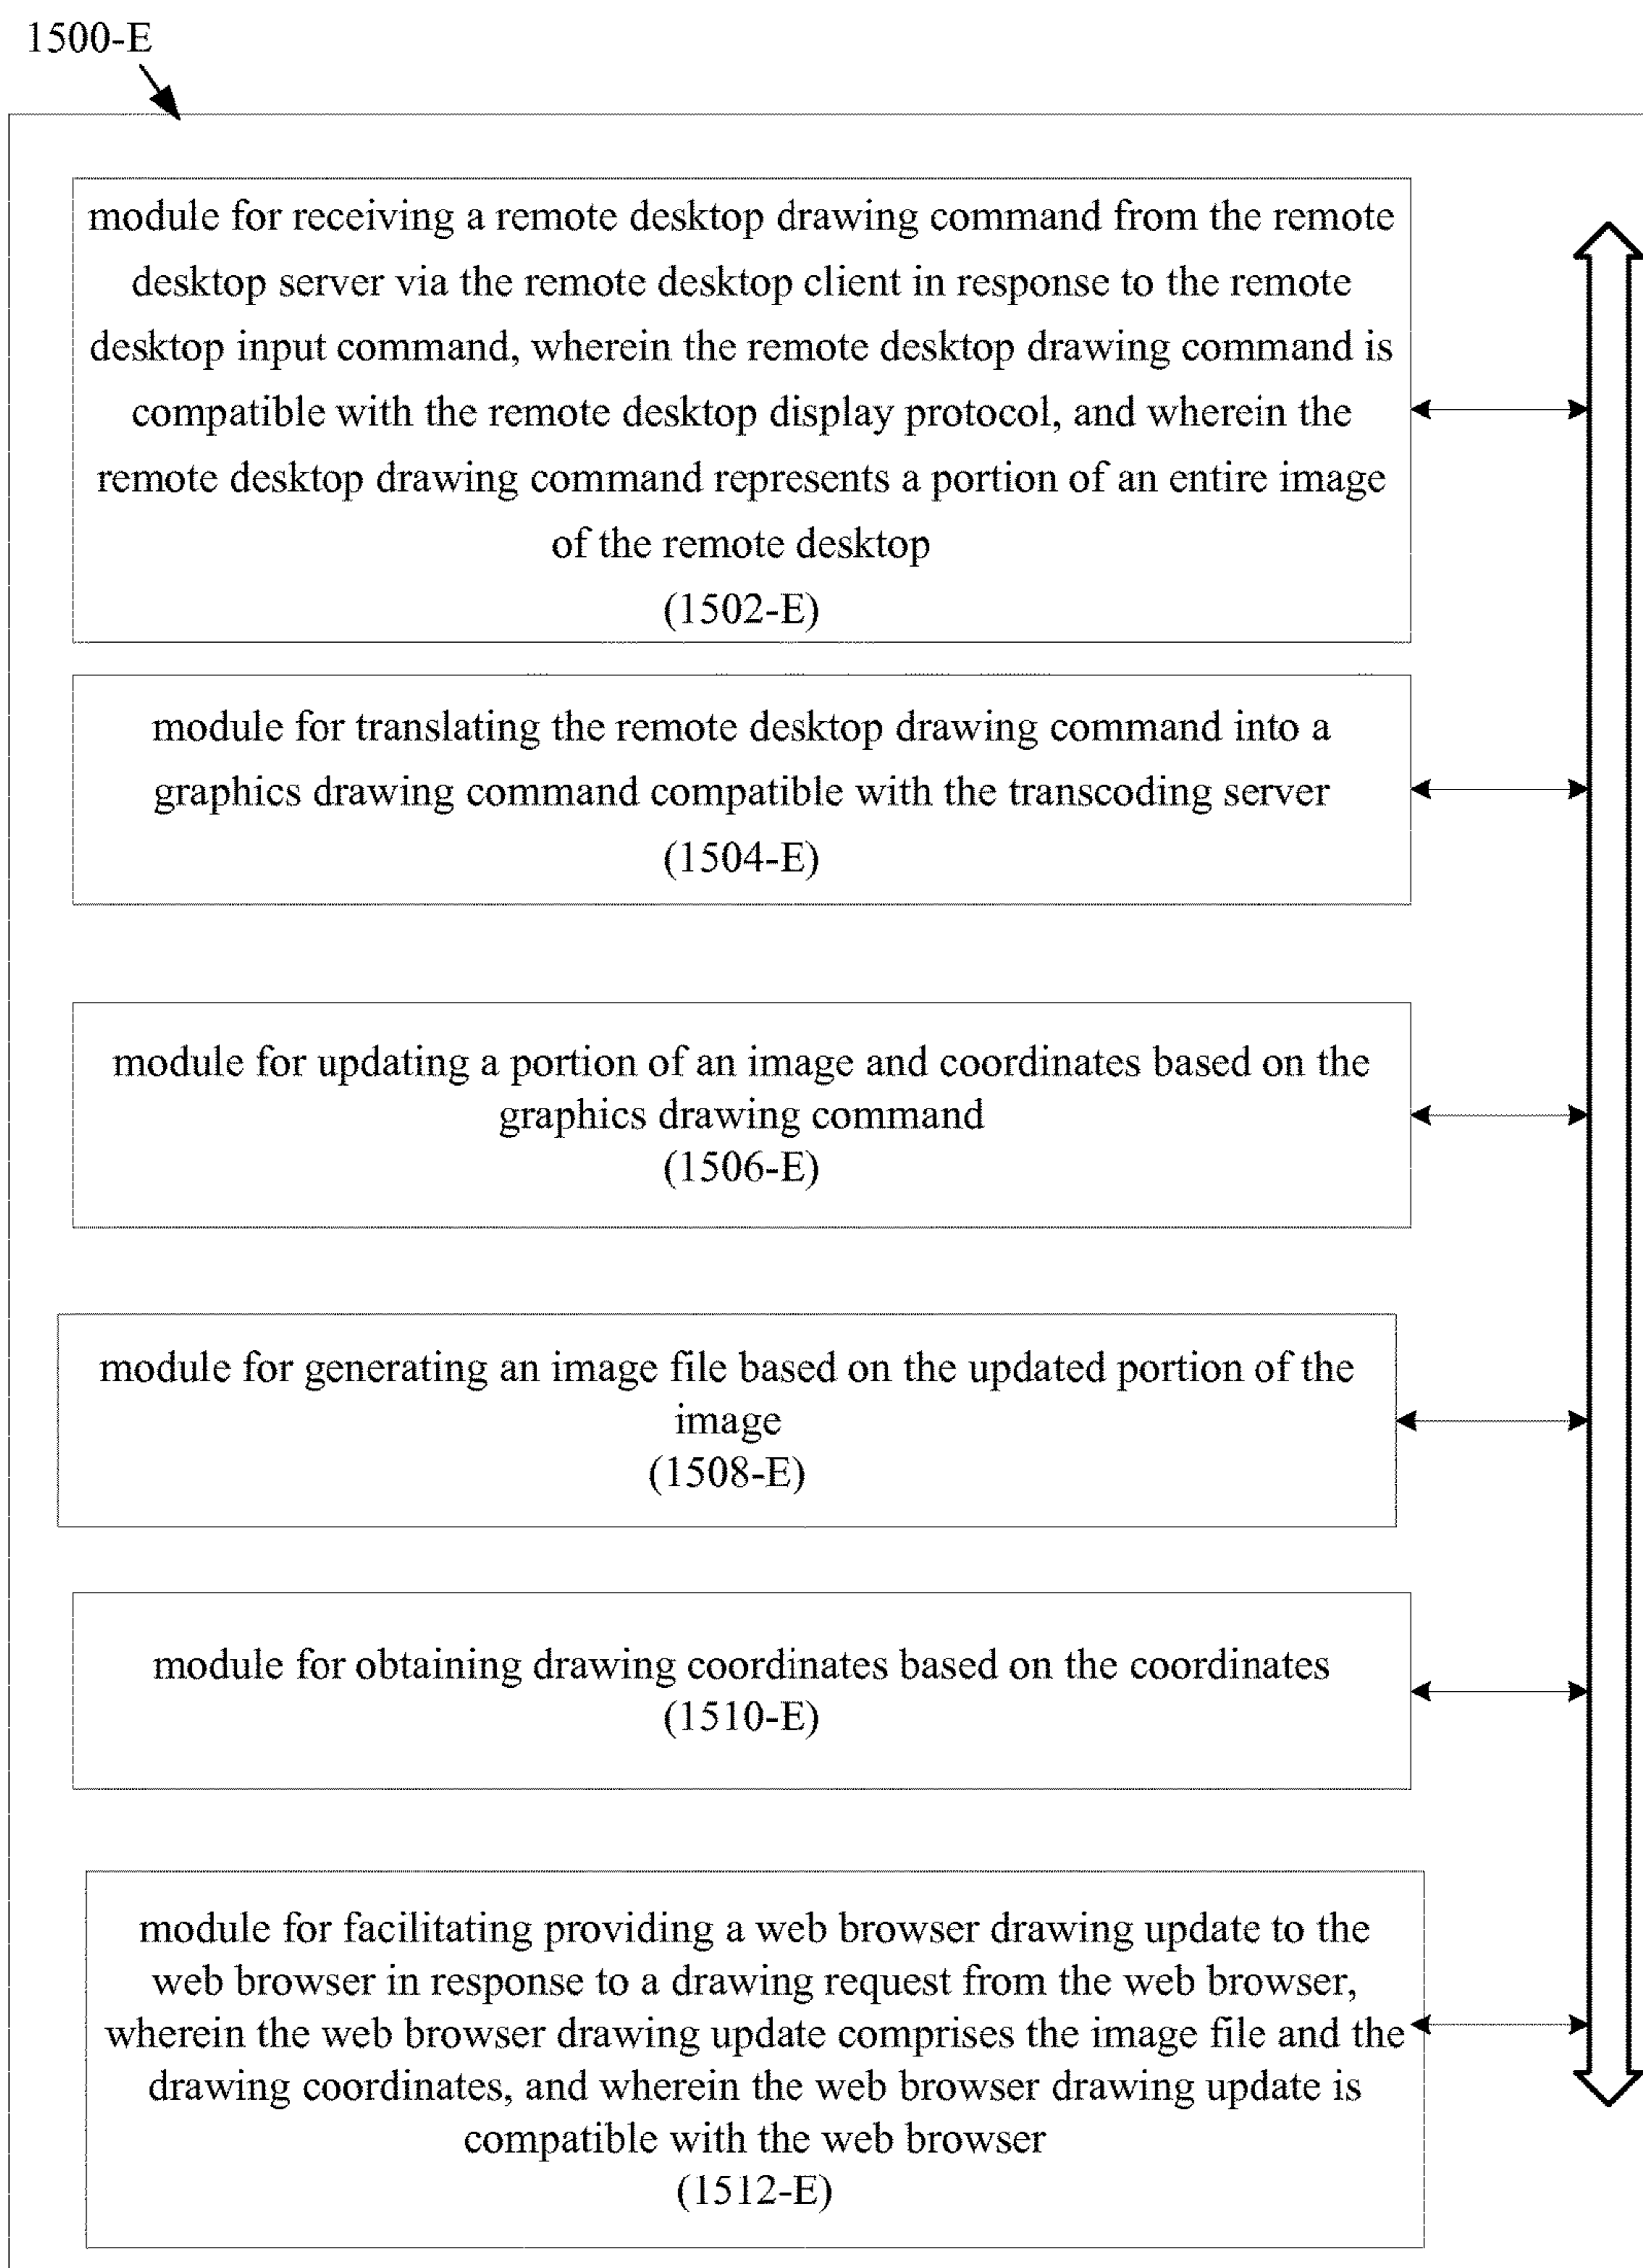 1500-E
module for receiving a remote desktop drawing command from the remote
desktop server via the remote desktop client in response to the remote
desktop input command, wherein the remote desktop drawing command is
compatible with the remote desktop display protocol, and wherein the
remote desktop drawing command represents a portion of an entire image
of the remote desktop
(1502-E)
module for translating the remote desktop drawing command into a
graphics drawing command compatible with the transcoding server
(1504-E)
module for updating a portion of an image and coordinates based on the
graphics drawing command
(1506-E)
module for generating an image file based on the updated portion of the
image
(1508-E)
module for obtaining drawing coordinates based on the coordinates
(1510-E)
module for facilitating providing a web browser drawing update to the
web browser in response to a drawing request from the web browser,
wherein the web browser drawing update comprises the image file and the
drawing coordinates, and wherein the web browser drawing update is
compatible with the web browser
(1512-E)